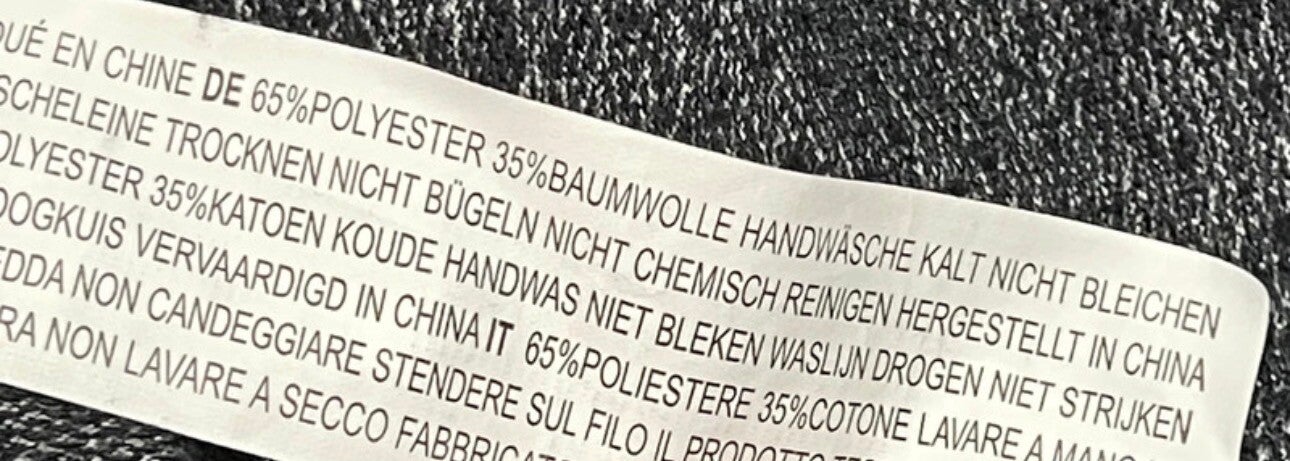 QUÉ EN CHINE DE 65%POLYESTER 35%BAUMWOLLE HANDWÄSCHE KALT NICHT BLEICHEN
SCHELEINE TROCKNEN NICHT BÜGELN NICHT CHEMISCH REINIGEN HERGESTELLT IN CHINA
OLYESTER 35%KATOEN KOUDE HANDWAS NIET BLEKEN WASLIJN DROGEN NIET STRIJKEN
OOGKUIS VERVAARDIGD IN CHINA IT 65%POLIESTERE 35%COTONE LAVARE A
EDDA NON CANDEGGIARE STENDERE SUL FILO IL PRODOTTO
RA NON LAVARE A SECCO